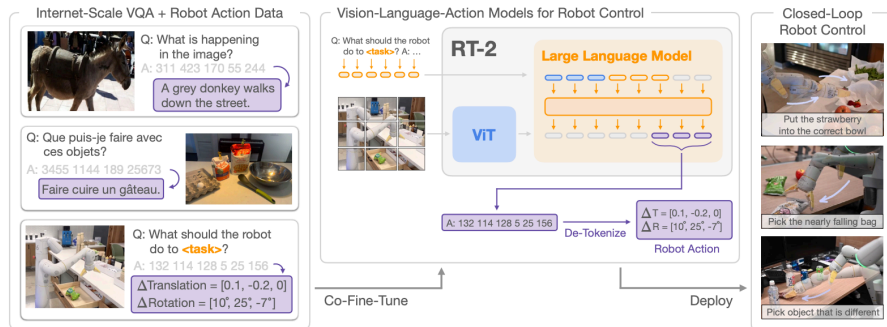 Internet-Scale VQA + Robot Action Data
Q: What is happening
in the image?
A: 311 423 170 55 244
A grey donkey walks
down the street.
Q: Que puis-je faire avec
ces objets?
A: 3455 1144 189 25673
Faire cuire un gâteau.
Q: What should the robot
do to <task>?
A: 132 114 128 5 25 156
ΔTranslation = [0.1, -0.2, 0]
ΔRotation = [10°, 25°, -7°]
Co-Fine-Tune
Vision-Language-Action Models for Robot Control
Q: What should the robot
do to <task>? A: ...
RT-2
Large Language Model
ViT
A: 132 114 128 5 25 156
De-Tokenize
ΔT = [0.1, -0.2, 0]
ΔR = [10°, 25°, -7°]
Robot Action
Deploy
Closed-Loop
Robot Control
Put the strawberry
into the correct bowl
Pick the nearly falling bag
Pick object that is different